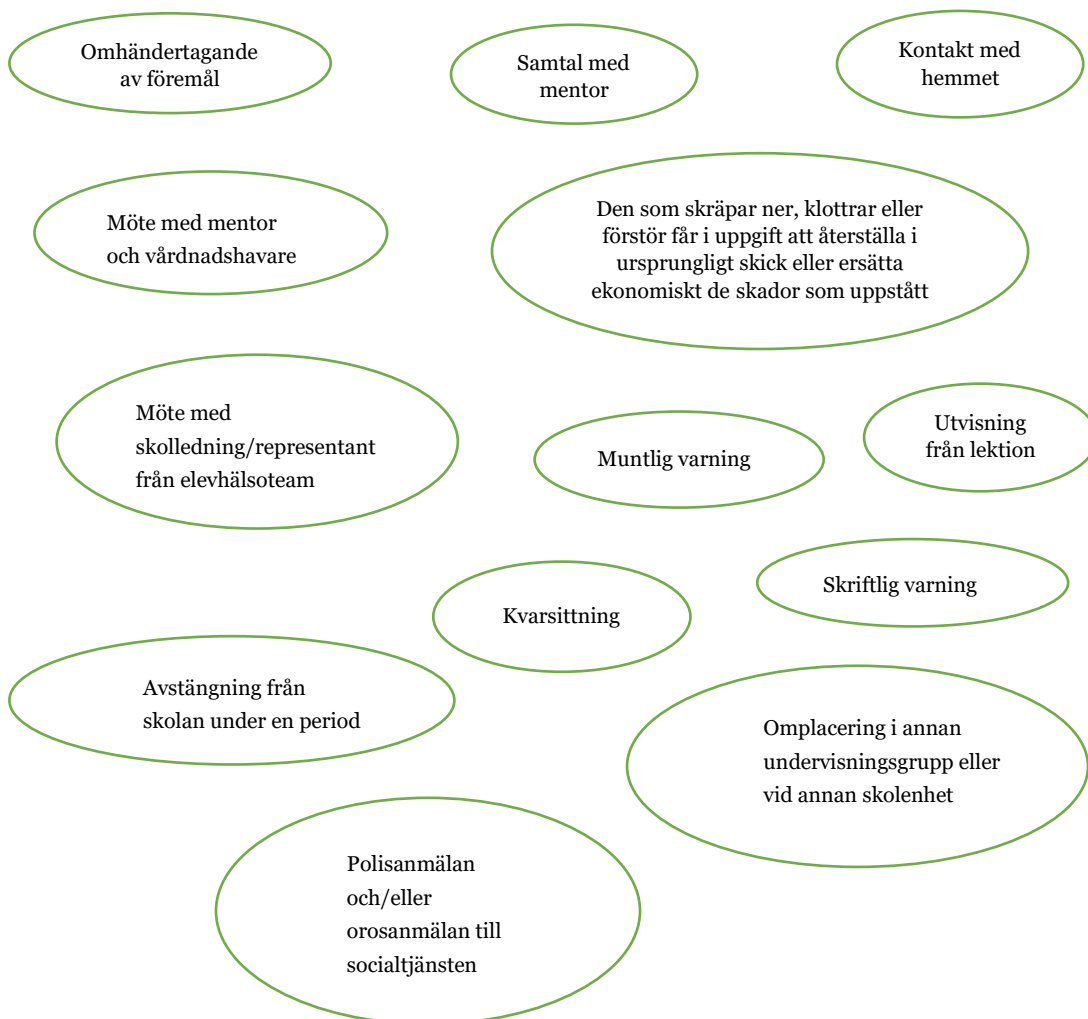 Omhändertagande
av föremål
Samtal med
mentor
Kontakt med
hemmet
Möte med mentor
och vårdnadshavare
Den som skräpar ner, klottrar eller
förstör får i uppgift att återställa i
ursprungligt skick eller ersätta
ekonomiskt de skador som uppstått
Möte med
skolledning/representant
från elevhälsoteam
Muntlig varning
Utvisning
från lektion
Kvarsittning
Skriftlig varning
Avstängning från
skolan under en period
Omplacering i annan
undervisningsgrupp eller
vid annan skolenhet
Polisanmälan
och/eller
orosanmälan till
socialtjänsten